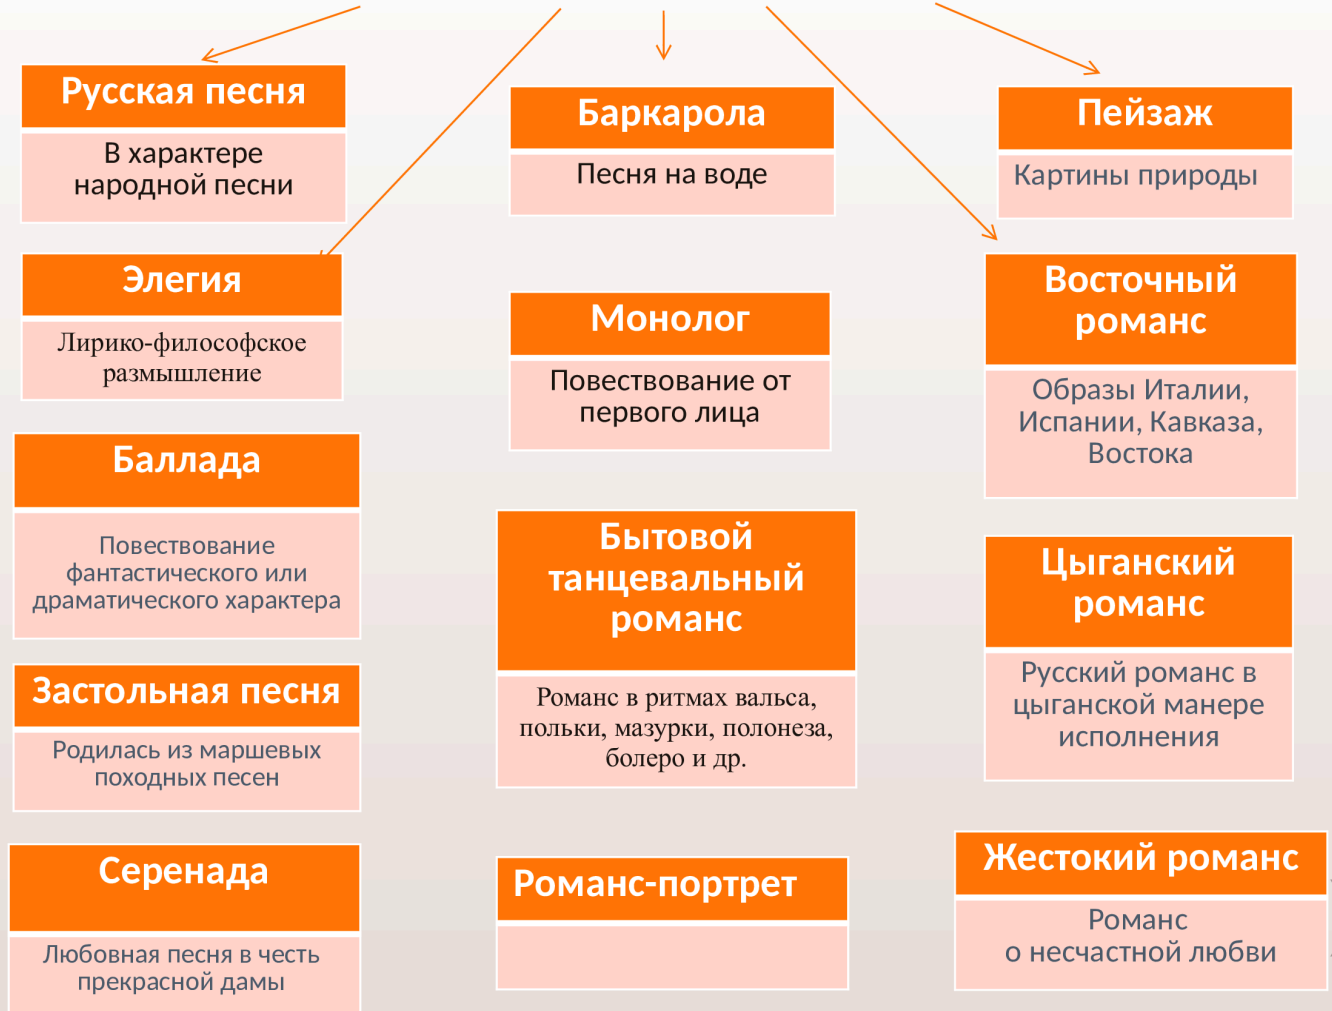 Русская песня
В характере
народной песни
Элегия
Лирико-философское
размышление
Баллада
Повествование
фантастического или
драматического характера
Застольная песня
Родилась из маршевых
походных песен
Серенада
Любовная песня в честь
прекрасной дамы
Баркарола
Песня на воде
Монолог
Повествование от
первого лица
Бытовой
танцевальный
романс
Романс в ритмах вальса,
польки, мазурки, полонеза,
болеро и др.
Романс-портрет
Пейзаж
Картины природы
Восточный
романс
Образы Италии,
Испании, Кавказа,
Востока
Цыганский
романс
Русский романс в
цыганской манере
исполнения
Жестокий романс
Романс
о несчастной любви